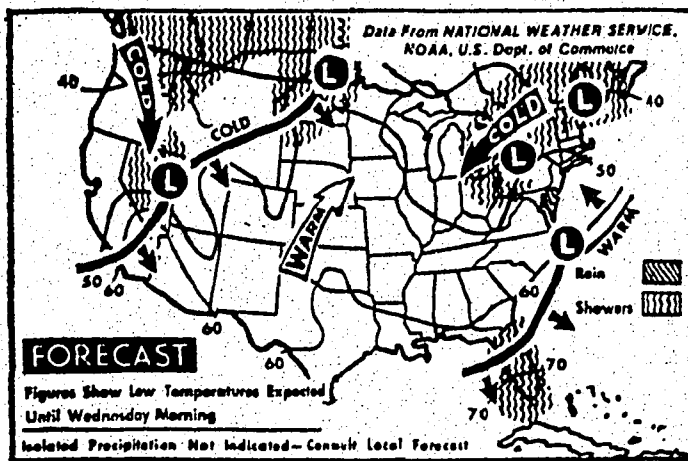 Data From NATIONAL WEATHER SERVICE,
NOAA, U.S. Dept. of Commerce
40
COLD
L
COLD
L
COLD
L
L
40
50
WARM
L
WARM
L
50
60
60
60
60
70
70
Rain
Showers
FORECAST
Figures Show Low Temperatures Expected
Until Wednesday Morning
Isolated Precipitation Not Indicated—Consult Local Forecast